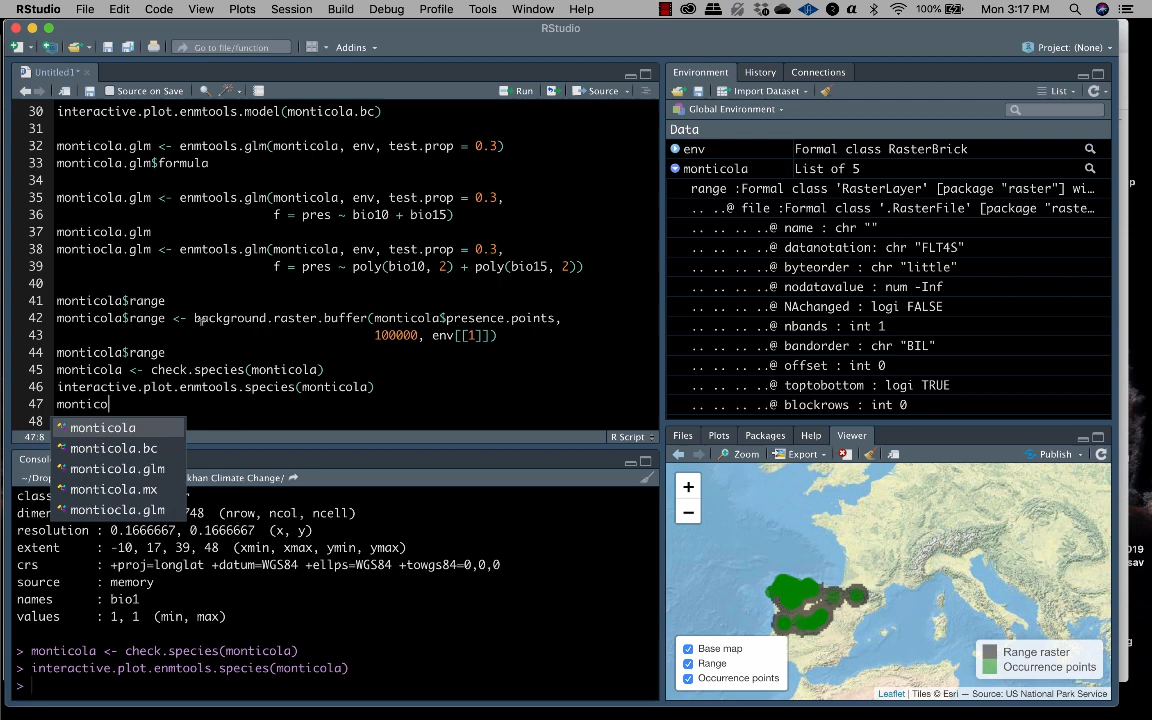 RStudio File Edit Code View Plots Session Build Debug Profile Tools Window Help 100% Mon 3:17 PM
RStudio
Go to file/function Addins Project: (None)
Untitled1*
Source on Save Run Source
30 interactive.plot.enmtools.model(monticola.bc)
31
32 monticola.glm <- enmtools.glm(monticola, env, test.prop = 0.3)
33 monticola.glm$formula
34
35 monticola.glm <- enmtools.glm(monticola, env, test.prop = 0.3,
36 f = pres ~ bio10 + bio15)
37 monticola.glm
38 montiocla.glm <- enmtools.glm(monticola, env, test.prop = 0.3,
39 f = pres ~ poly(bio10, 2) + poly(bio15, 2))
40
41 monticola$range
42 monticola$range <- background.raster.buffer(monticola$presence.points,
43 100000, env[[1]])
44 monticola$range
45 monticola <- check.species(monticola)
46 interactive.plot.enmtools.species(monticola)
47 montico
48
monticola
monticola.bc
monticola.glm
monticola.mx
montiocla.glm
47:8 R Script
Console
~/Drop khan Climate Change/
class
dimen 748 (nrow, ncol, ncell)
resolution : 0.1666667, 0.1666667 (x, y)
extent : -10, 17, 39, 48 (xmin, xmax, ymin, ymax)
crs : +proj=longlat +datum=WGS84 +ellps=WGS84 +towgs84=0,0,0
source : memory
names : bio1
values : 1, 1 (min, max)
> monticola <- check.species(monticola)
> interactive.plot.enmtools.species(monticola)
>
Environment History Connections
Import Dataset List
Global Environment
Data
env Formal class RasterBrick
monticola List of 5
range :Formal class 'RasterLayer' [package "raster"] wi…
.. ..@ file :Formal class '.RasterFile' [package "raste…
.. .. .. ..@ name : chr ""
.. .. .. ..@ datanotation: chr "FLT4S"
.. .. .. ..@ byteorder : chr "little"
.. .. .. ..@ nodatavalue : num -Inf
.. .. .. ..@ NAchanged : logi FALSE
.. .. .. ..@ nbands : int 1
.. .. .. ..@ bandorder : chr "BIL"
.. .. .. ..@ offset : int 0
.. .. .. ..@ toptobottom : logi TRUE
.. .. .. ..@ blockrows : int 0
Files Plots Packages Help Viewer
Zoom Export Publish
+
−
Base map
Range
Occurrence points
Range raster
Occurrence points
Leaflet | Tiles © Esri — Source: US National Park Service
2019
sav